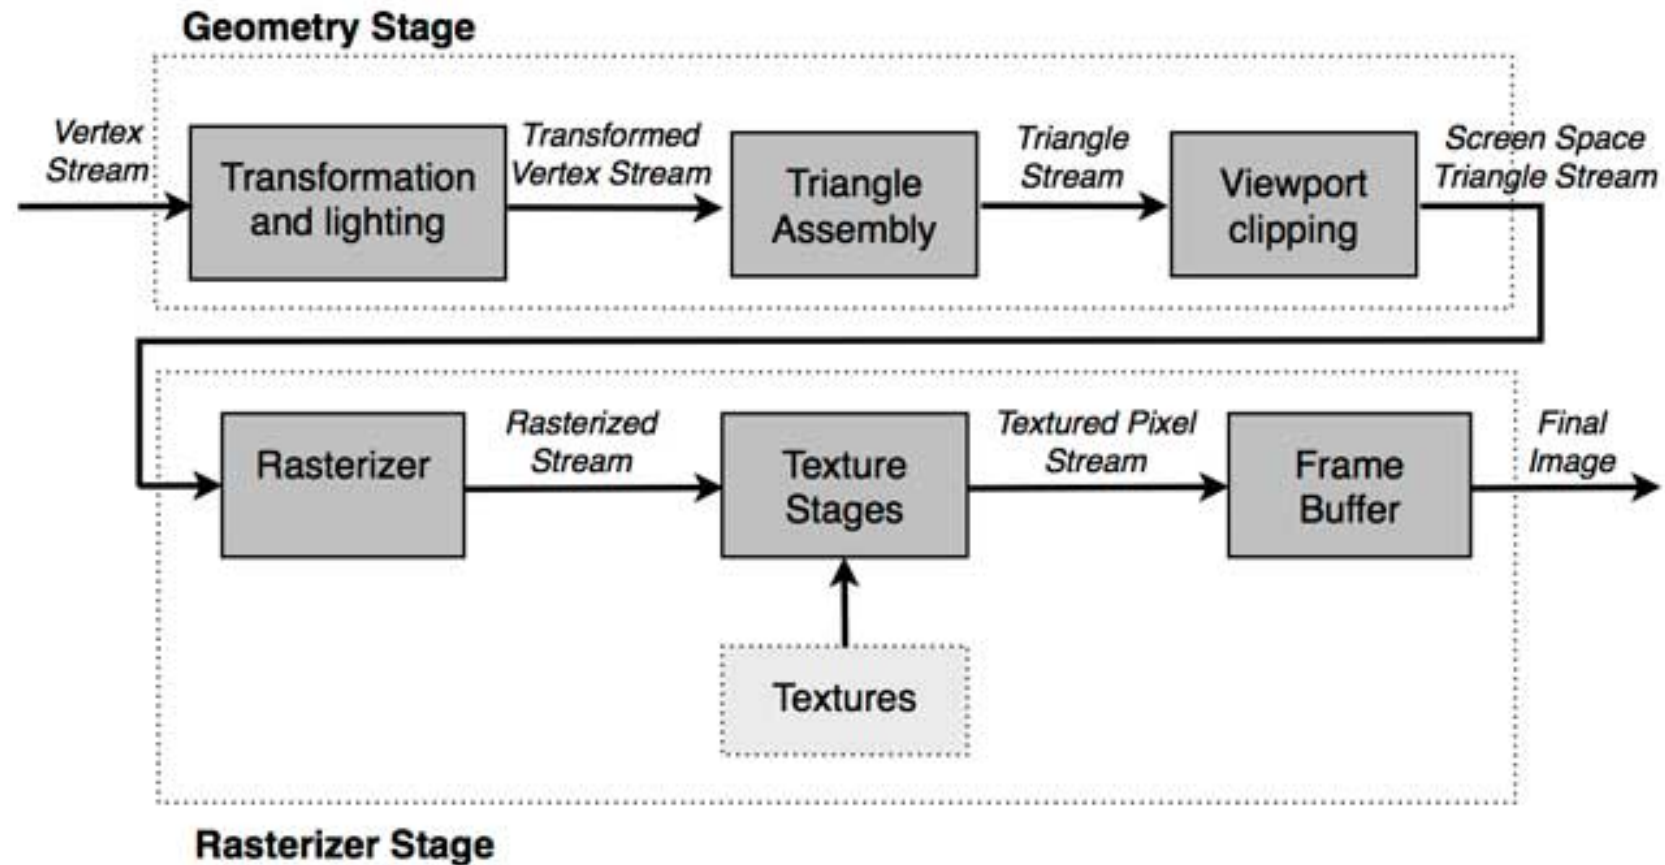 Geometry Stage
Vertex
Stream
Transformation
and lighting
Transformed
Vertex Stream
Triangle
Assembly
Triangle
Stream
Viewport
clipping
Screen Space
Triangle Stream
Rasterizer
Rasterized
Stream
Texture
Stages
Textured Pixel
Stream
Frame
Buffer
Final
Image
Textures
Rasterizer Stage